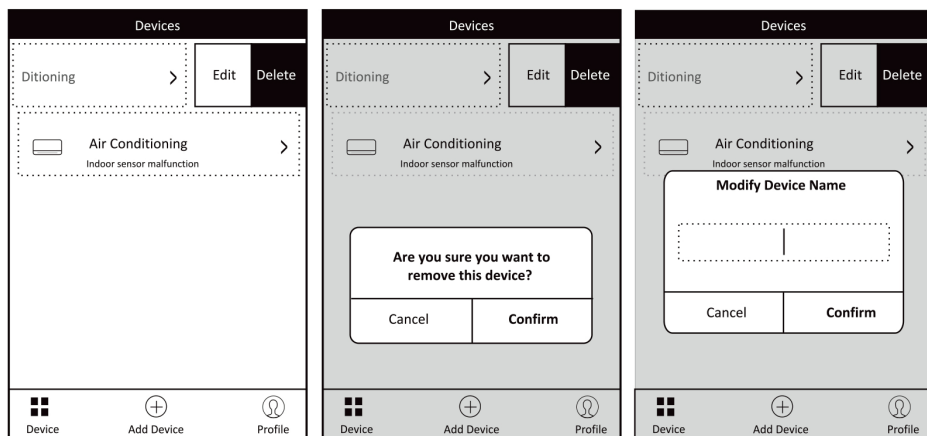 Devices
Ditioning
Edit
Delete
Air Conditioning
Indoor sensor malfunction
Device
Add Device
Profile
Devices
Ditioning
Edit
Delete
Air Conditioning
Indoor sensor malfunction
Are you sure you want to
remove this device?
Cancel
Confirm
Device
Add Device
Profile
Devices
Ditioning
Edit
Delete
Air Conditioning
Indoor sensor malfunction
Modify Device Name
Cancel
Confirm
Device
Add Device
Profile